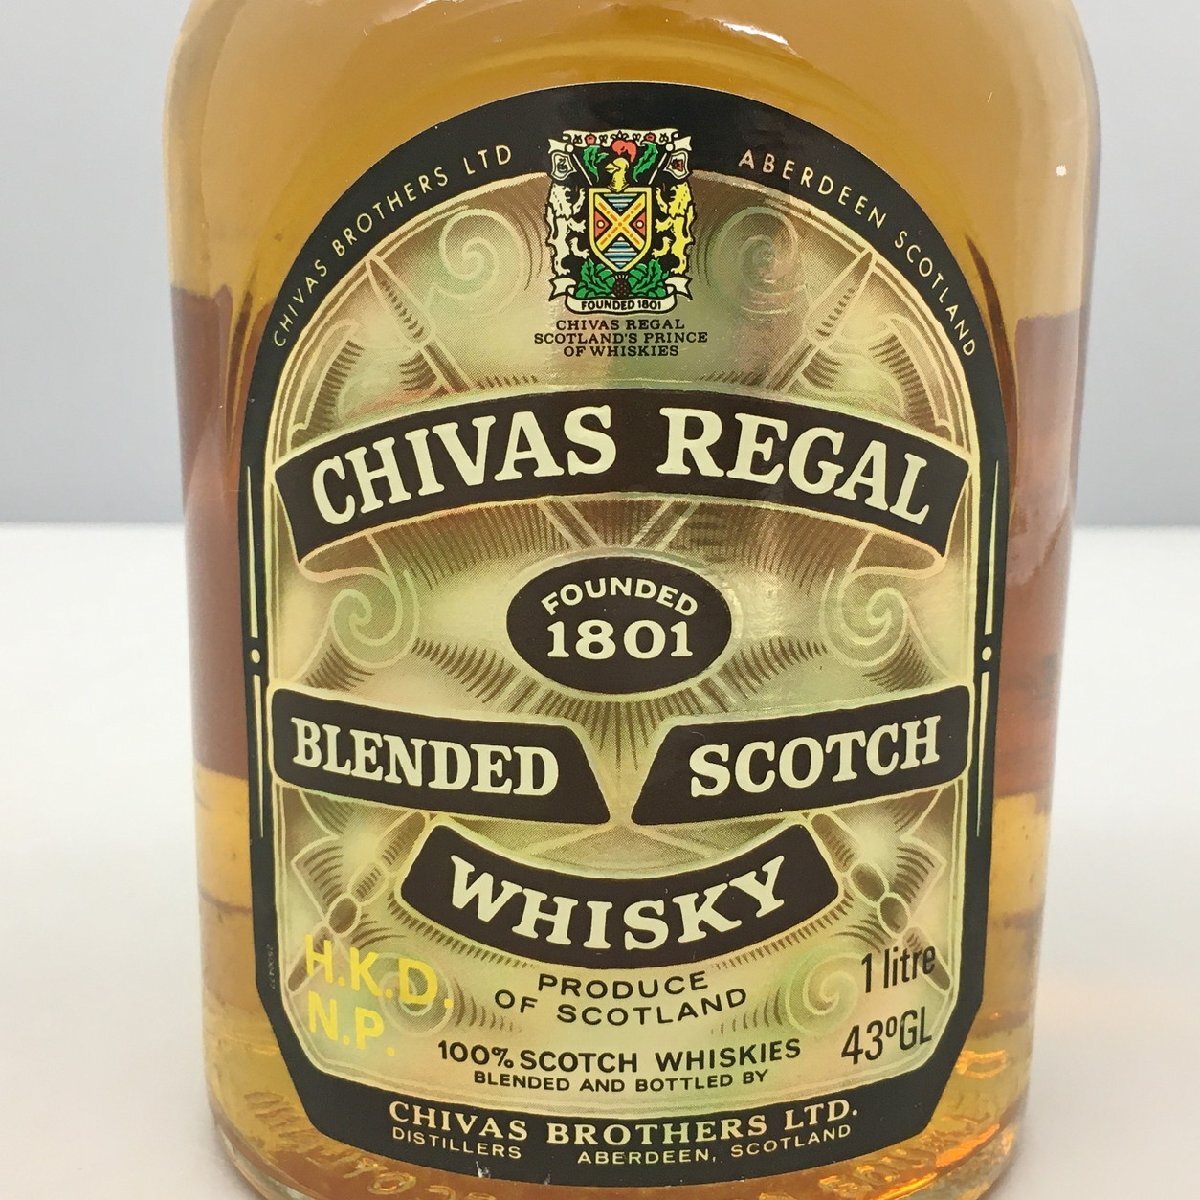 CHIVAS BROTHERS LTD ABERDEEN SCOTLAND
FOUNDED 1801
CHIVAS REGAL
SCOTLAND'S PRINCE
OF WHISKIES
CHIVAS REGAL
FOUNDED
1801
BLENDED SCOTCH
WHISKY
H.K.D.
N.P.
PRODUCE
OF SCOTLAND
1 litre
43ºGL
100% SCOTCH WHISKIES
BLENDED AND BOTTLED BY
CHIVAS BROTHERS LTD.
DISTILLERS ABERDEEN, SCOTLAND